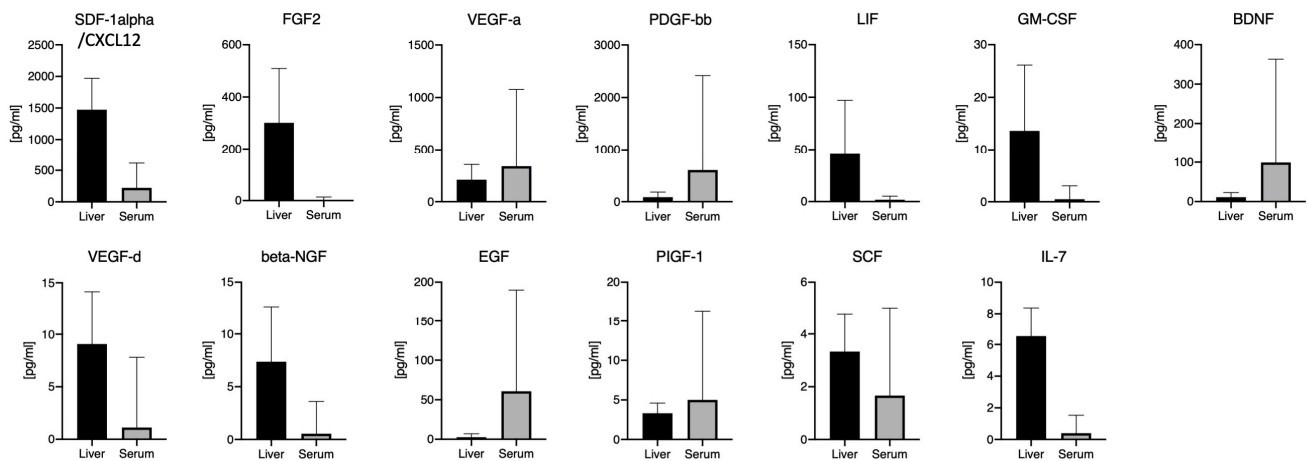 SDF-1alpha
/CXCL12
2500
2000
1500
1000
500
0
[pg/ml]
Liver Serum
FGF2
600
400
200
0
[pg/ml]
Liver Serum
VEGF-a
1500
1000
500
0
[pg/ml]
Liver Serum
PDGF-bb
3000
2000
1000
0
[pg/ml]
Liver Serum
LIF
150
100
50
0
[pg/ml]
Liver Serum
GM-CSF
30
20
10
0
[pg/ml]
Liver Serum
BDNF
400
300
200
100
0
[pg/ml]
Liver Serum
VEGF-d
15
10
5
0
[pg/ml]
Liver Serum
beta-NGF
15
10
5
0
[pg/ml]
Liver Serum
EGF
200
150
100
50
0
[pg/ml]
Liver Serum
PIGF-1
20
15
10
5
0
[pg/ml]
Liver Serum
SCF
6
4
2
0
[pg/ml]
Liver Serum
IL-7
10
8
6
4
2
0
[pg/ml]
Liver Serum